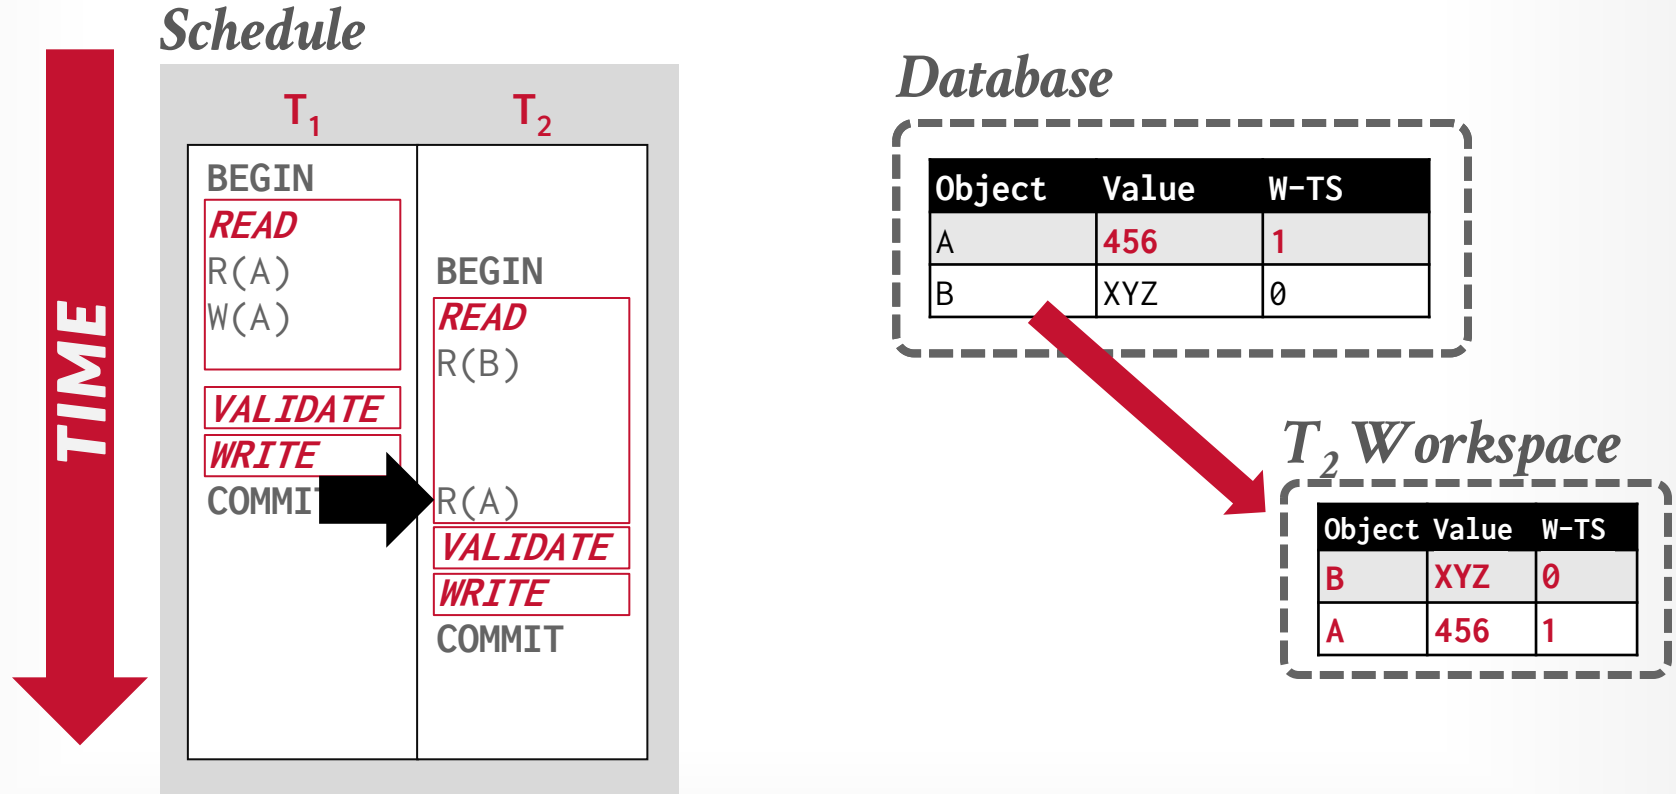 Schedule
TIME
T1 T2
BEGIN
READ
R(A)
W(A)
VALIDATE
WRITE
COMMI
BEGIN
READ
R(B)
R(A)
VALIDATE
WRITE
COMMIT
Database
Object Value W-TS
A 456 1
B XYZ 0
T2 Workspace
Object Value W-TS
B XYZ 0
A 456 1